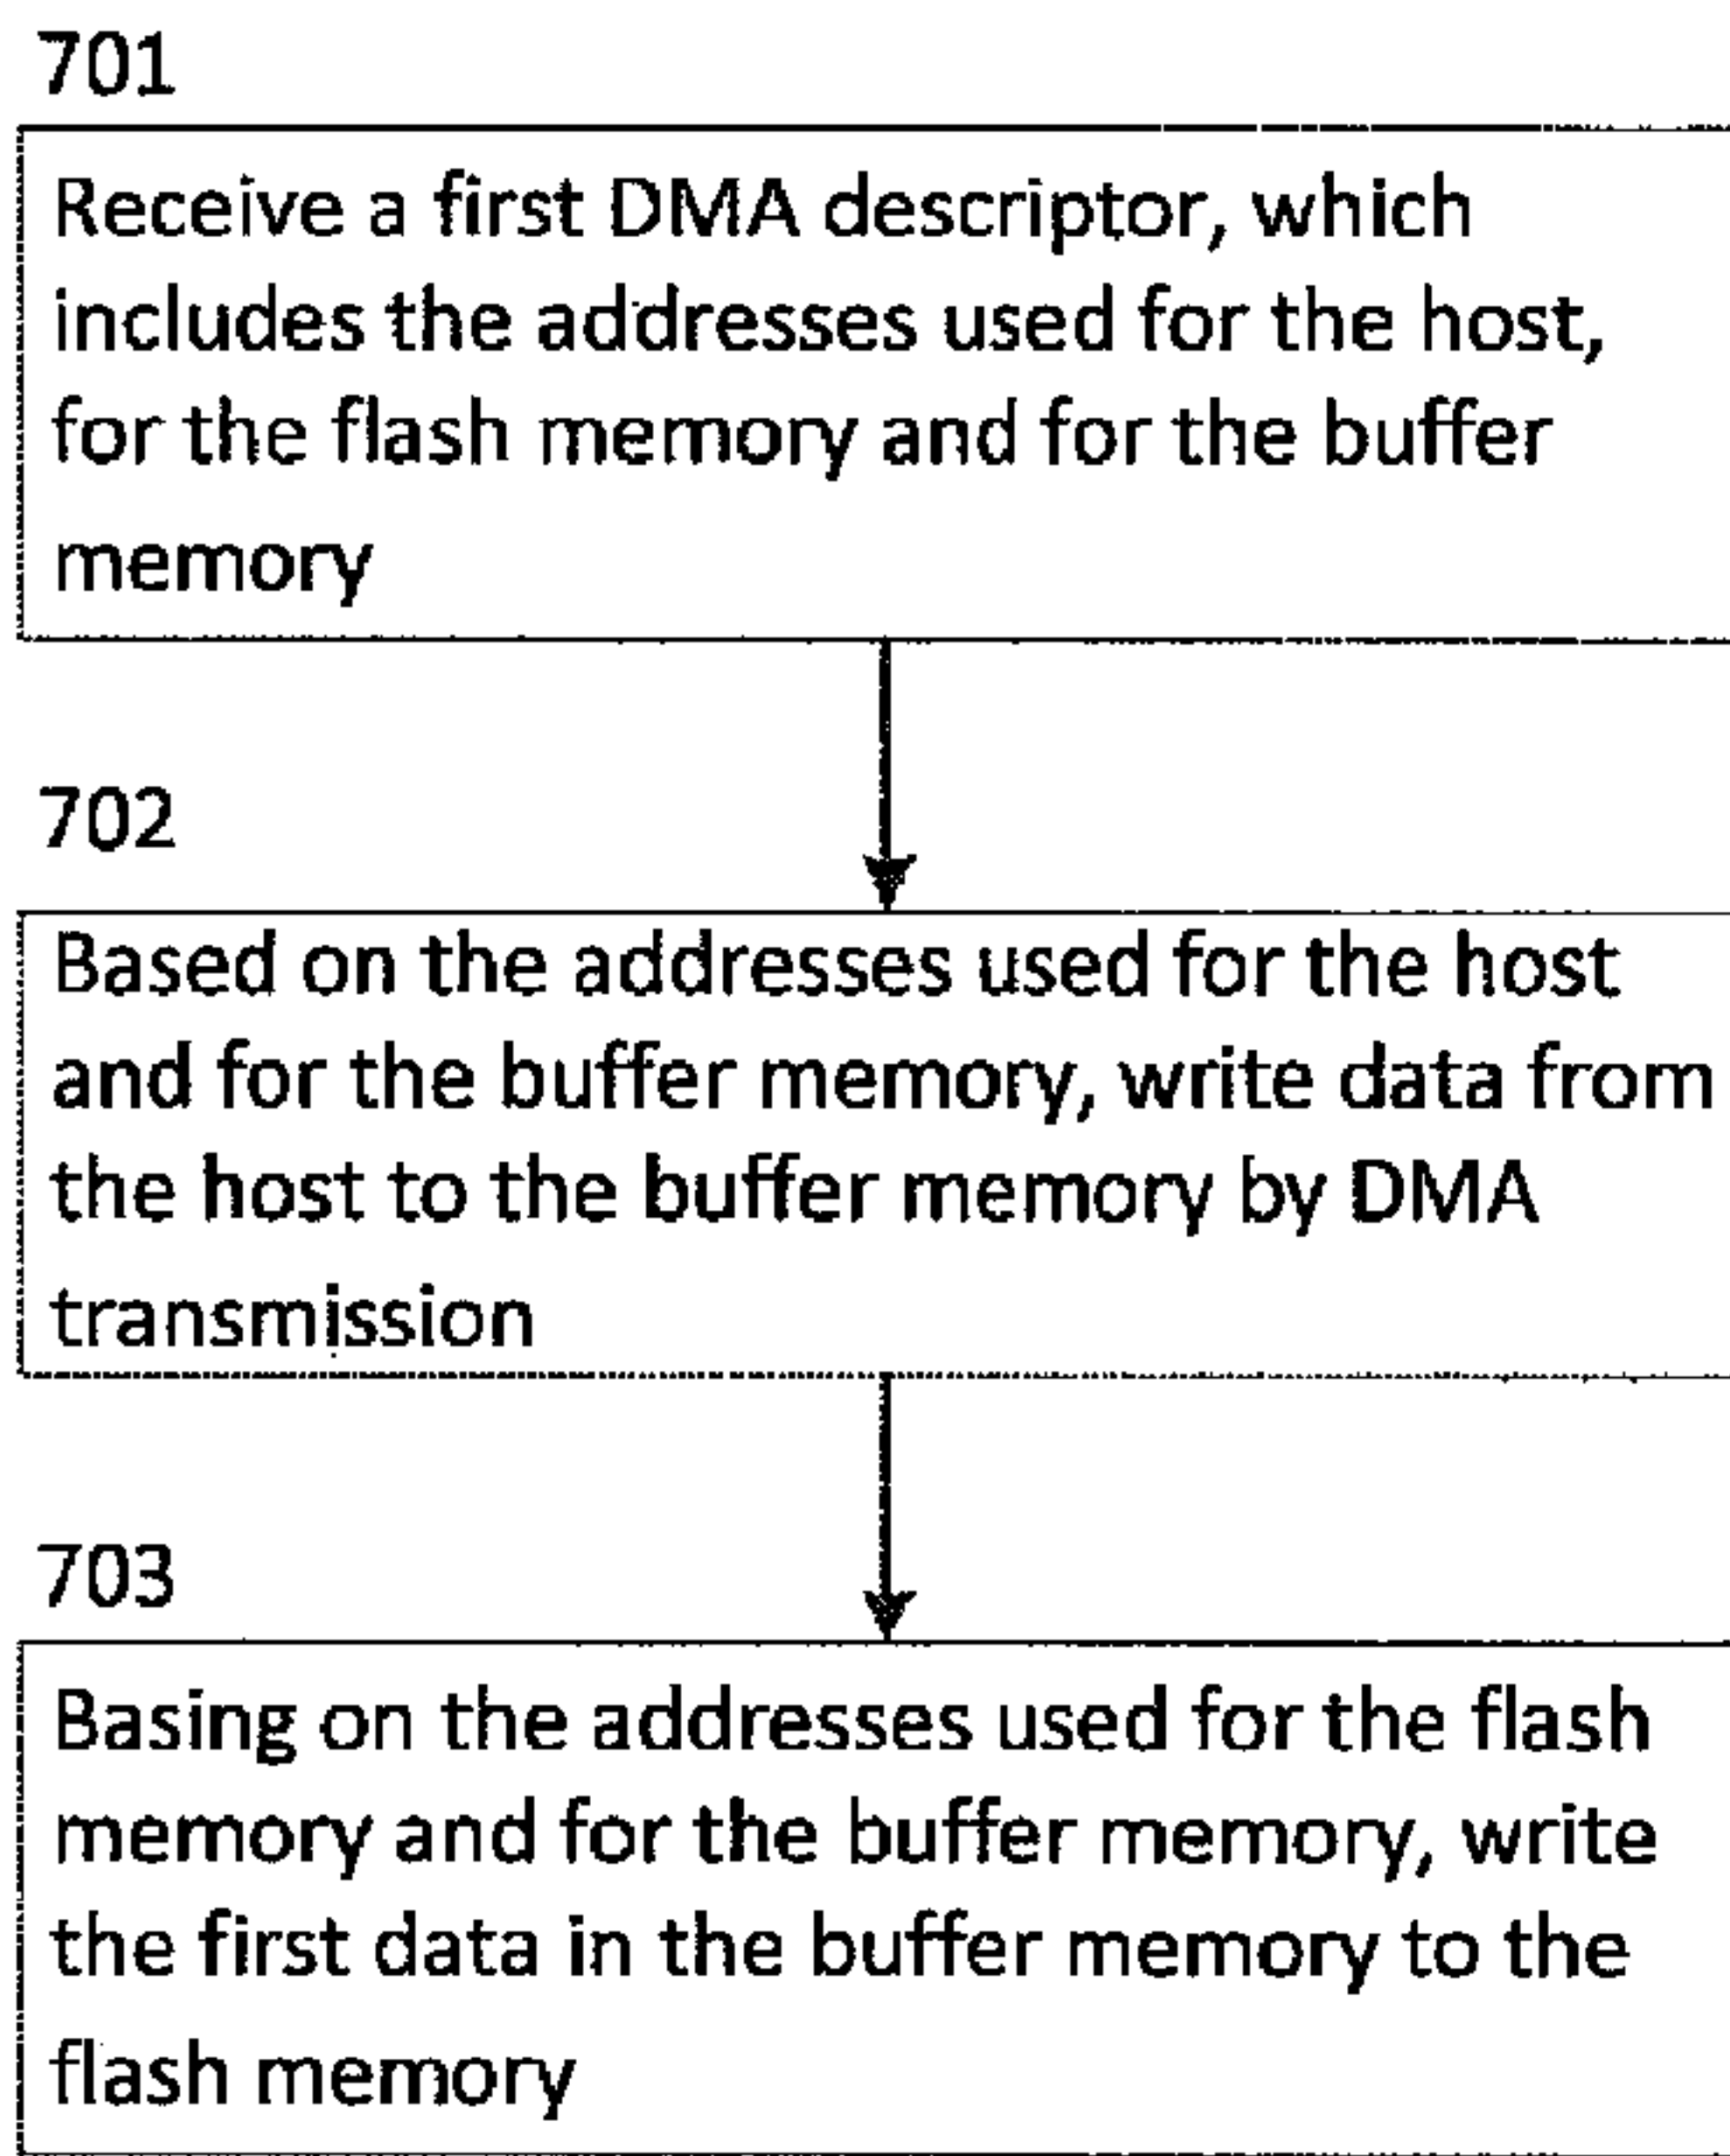 701
Receive a first DMA descriptor, which
includes the addresses used for the host,
for the flash memory and for the buffer
memory
702
Based on the addresses used for the host
and for the buffer memory, write data from
the host to the buffer memory by DMA
transmission
703
Basing on the addresses used for the flash
memory and for the buffer memory, write
the first data in the buffer memory to the
flash memory